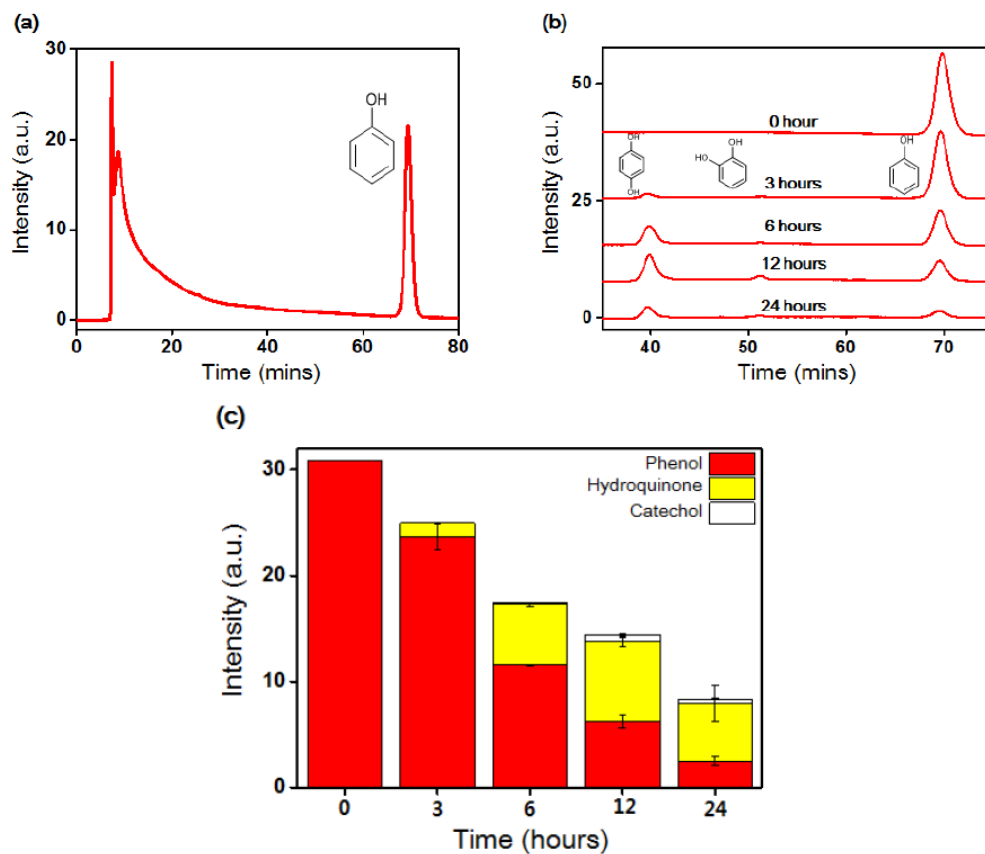 (a)
30
20
10
0
Intensity (a.u.)
OH
0 20 40 60 80
Time (mins)
(b)
50
25
0
Intensity (a.u.)
0 hour
OH
OH
OH
HO
OH
3 hours
6 hours
12 hours
24 hours
40 50 60 70
Time (mins)
(c)
30
20
10
0
Intensity (a.u.)
Phenol
Hydroquinone
Catechol
0 3 6 12 24
Time (hours)